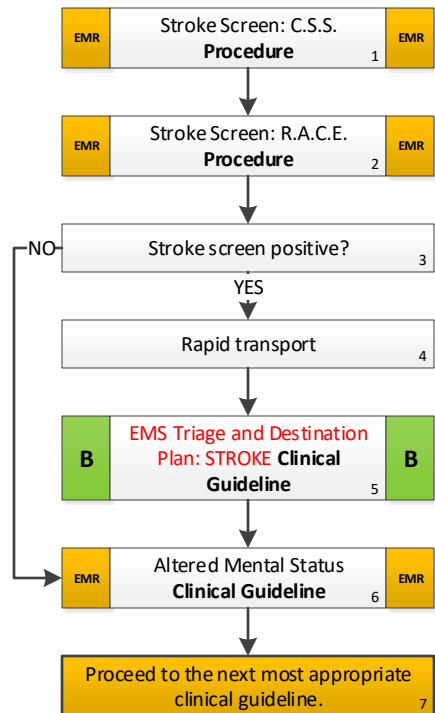 EMR Stroke Screen: C.S.S. EMR
Procedure 1
EMR Stroke Screen: R.A.C.E. EMR
Procedure 2
NO Stroke screen positive? 3
YES
Rapid transport 4
EMS Triage and Destination
B Plan: STROKE Clinical B
Guideline 5
Altered Mental Status
EMR Clinical Guideline 6 EMR
Proceed to the next most appropriate
clinical guideline. 7